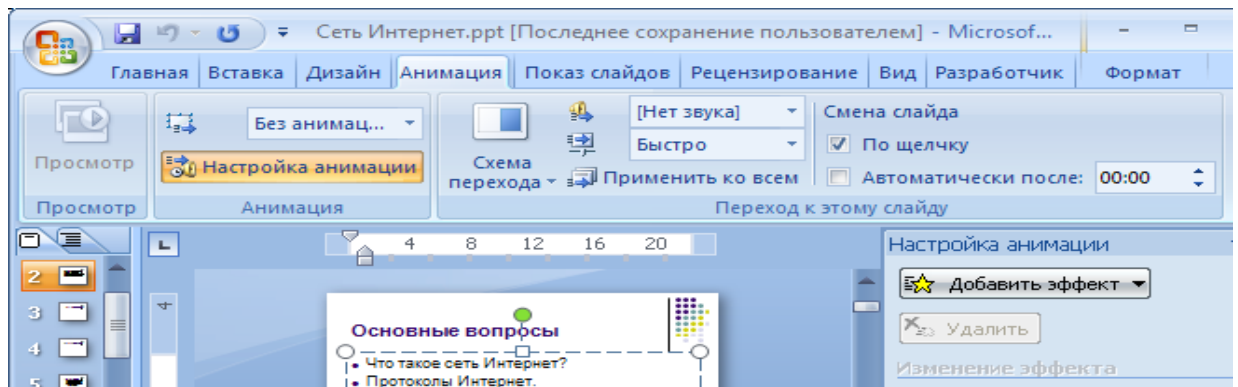 Сеть Интернет.ppt [Последнее сохранение пользователем] - Microsof...
Главная Вставка Дизайн Анимация Показ слайдов Рецензирование Вид Разработчик Формат
Просмотр
Без анимац...
Настройка анимации
Схема перехода
[Нет звука]
Быстро
Применить ко всем
Смена слайда
По щелчку
Автоматически после: 00:00
Просмотр Анимация Переход к этому слайду
4 8 12 16 20
2
3
4
5
4
Основные вопросы
• Что такое сеть Интернет?
• Протоколы Интернет.
Настройка анимации
Добавить эффект
Удалить
Изменение эффекта